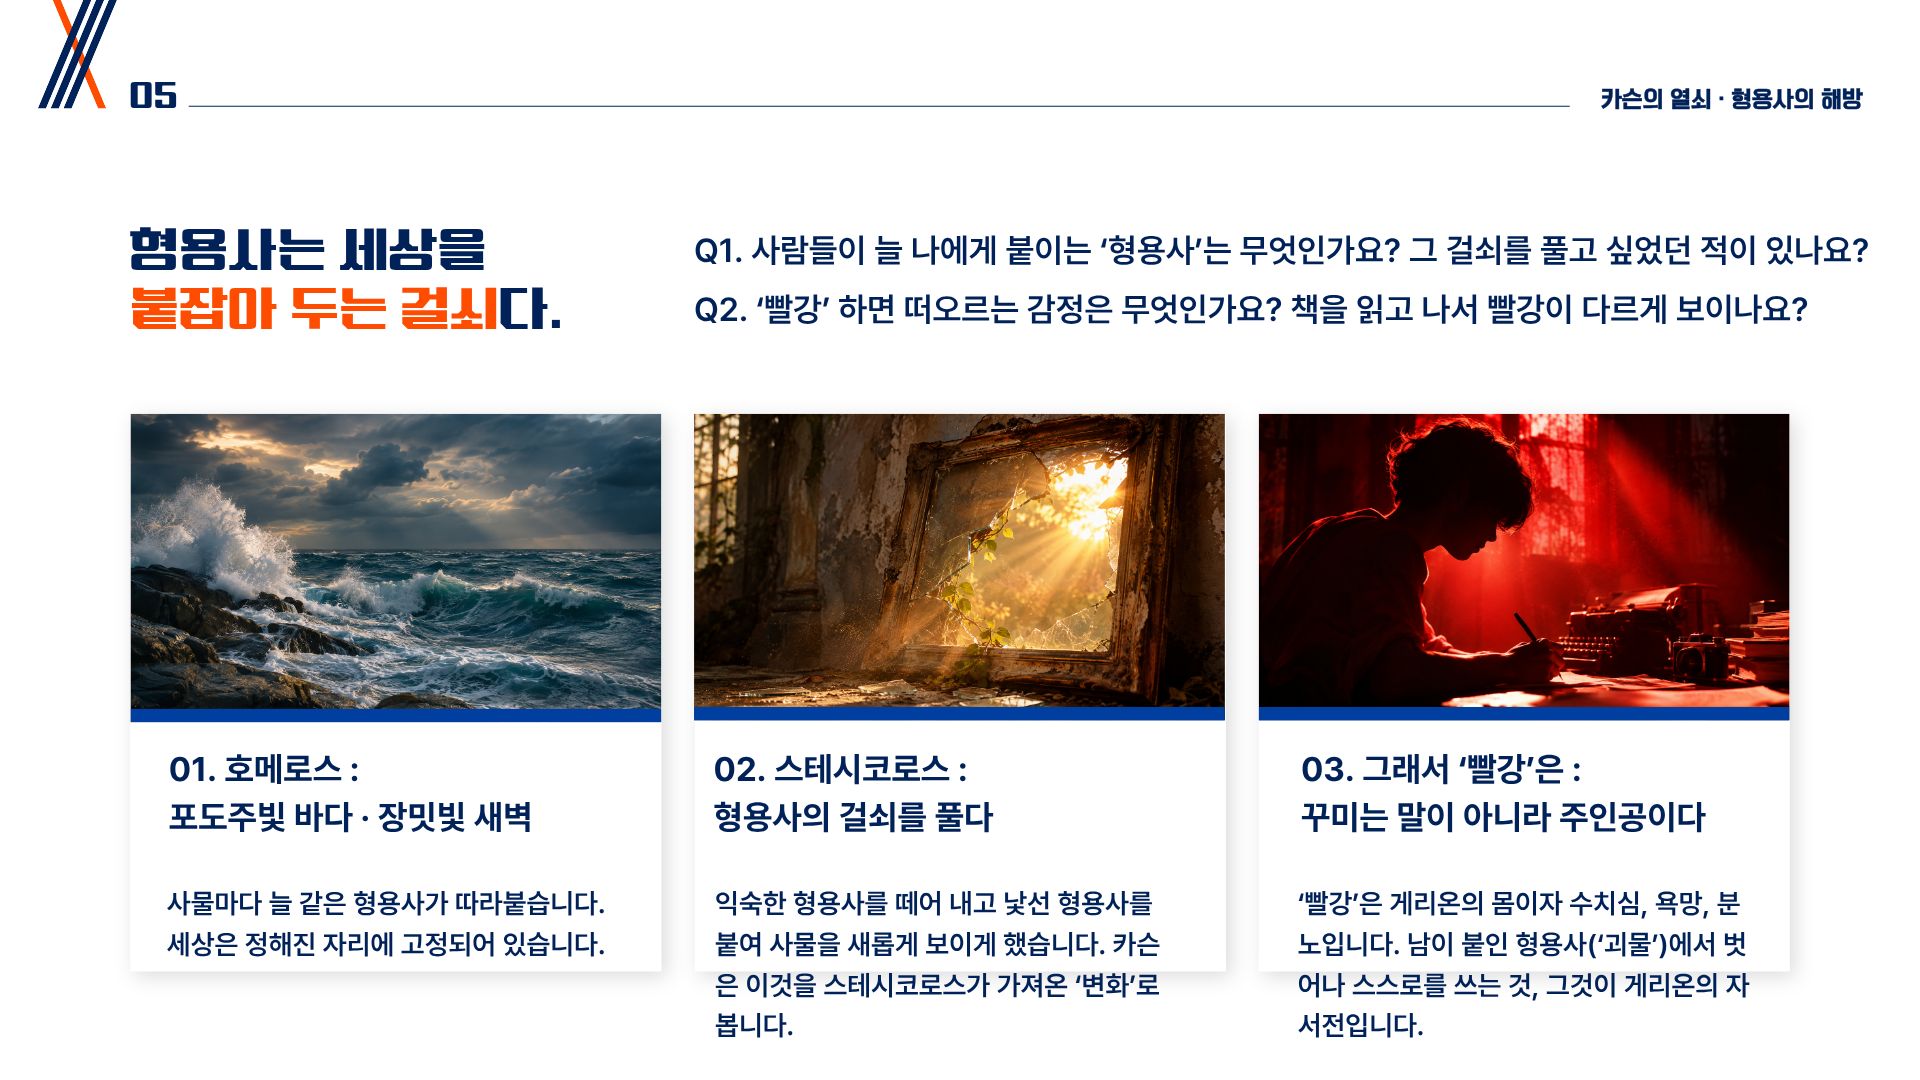 05
카슨의 열쇠 · 형용사의 해방
형용사는 세상을
붙잡아 두는 걸쇠다.
Q1. 사람들이 늘 나에게 붙이는 ‘형용사’는 무엇인가요? 그 걸쇠를 풀고 싶었던 적이 있나요?
Q2. ‘빨강’ 하면 떠오르는 감정은 무엇인가요? 책을 읽고 나서 빨강이 다르게 보이나요?
01. 호메로스 :
포도주빛 바다 · 장밋빛 새벽
사물마다 늘 같은 형용사가 따라붙습니다.
세상은 정해진 자리에 고정되어 있습니다.
02. 스테시코로스 :
형용사의 걸쇠를 풀다
익숙한 형용사를 떼어 내고 낯선 형용사를
붙여 사물을 새롭게 보이게 했습니다. 카슨
은 이것을 스테시코로스가 가져온 ‘변화’로
봅니다.
03. 그래서 ‘빨강’은 :
꾸미는 말이 아니라 주인공이다
‘빨강’은 게리온의 몸이자 수치심, 욕망, 분
노입니다. 남이 붙인 형용사(‘괴물’)에서 벗
어나 스스로를 쓰는 것, 그것이 게리온의 자
서전입니다.